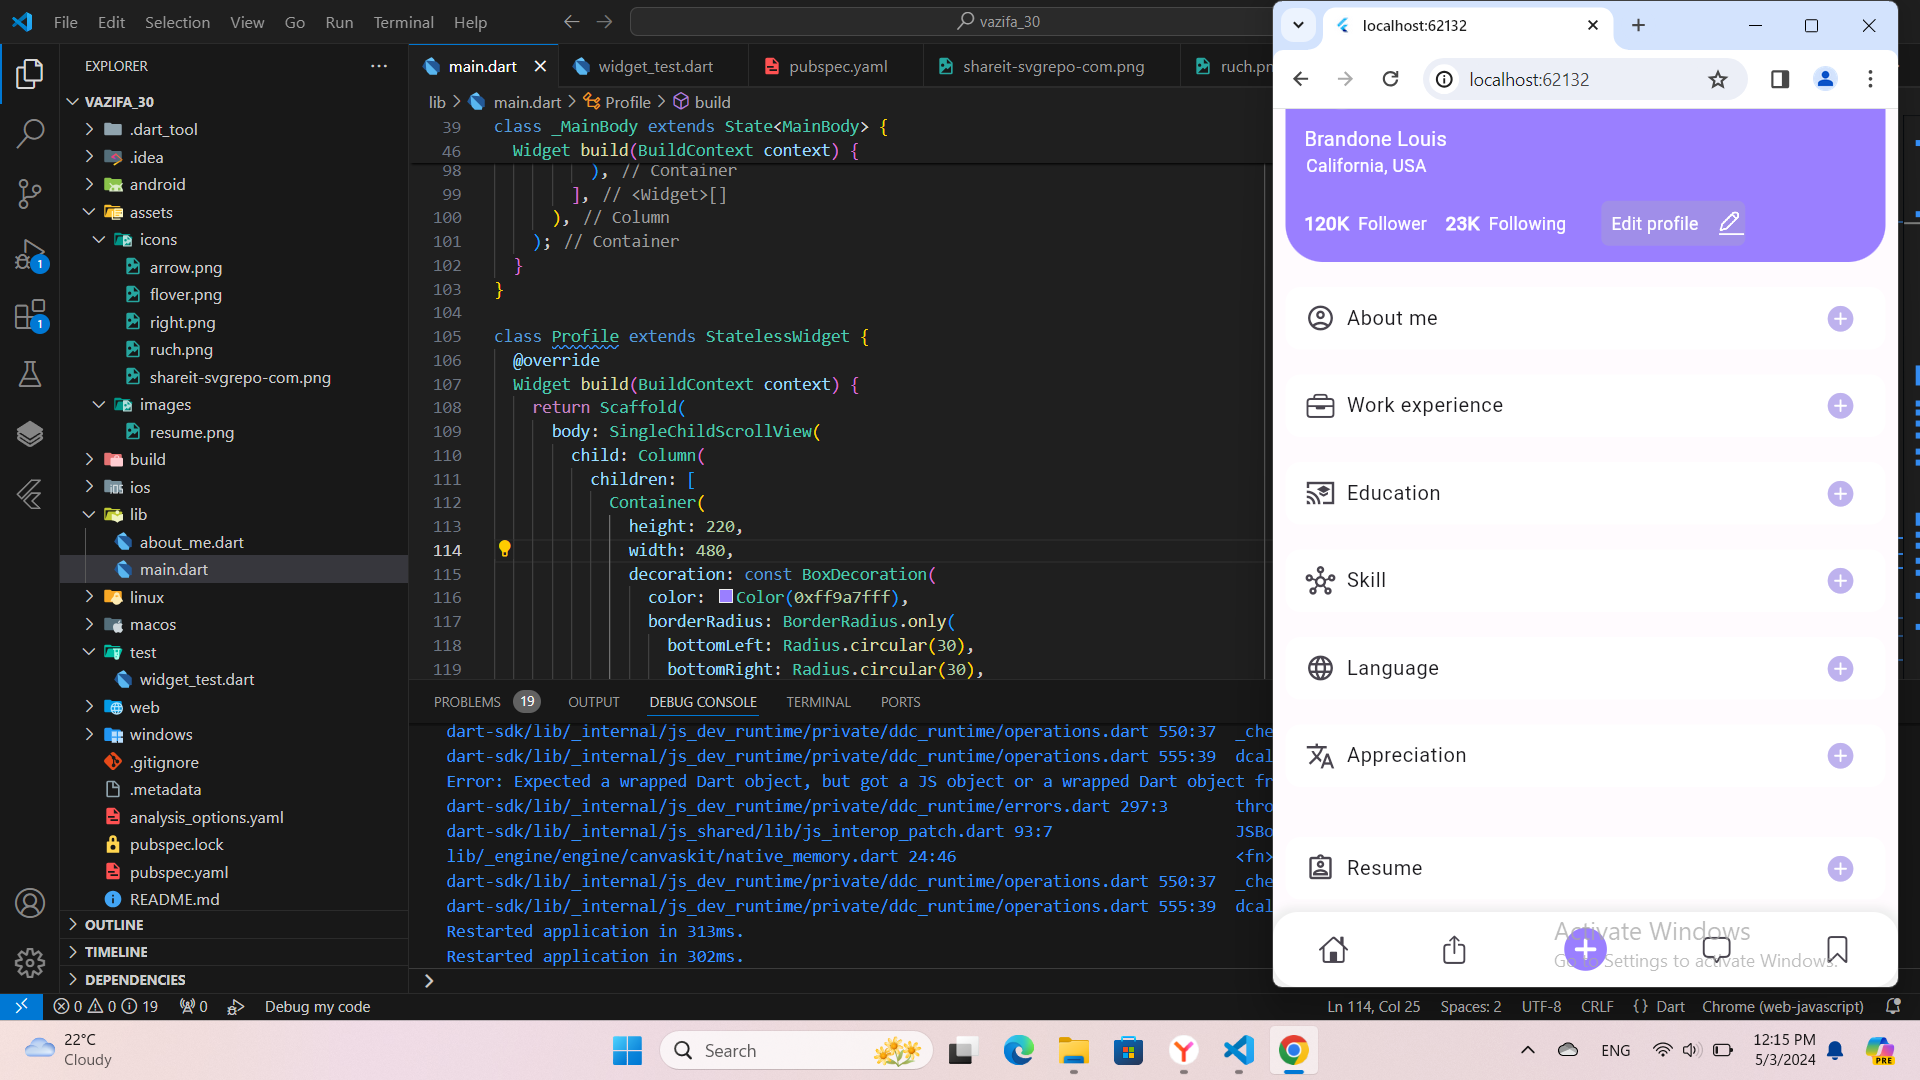 File Edit Selection View Go Run Terminal Help
vazifa_30
EXPLORER
VAZIFA_30
.dart_tool
.idea
android
assets
icons
arrow.png
flover.png
right.png
ruch.png
shareit-svgrepo-com.png
images
resume.png
build
ios
lib
about_me.dart
main.dart
linux
macos
test
widget_test.dart
web
windows
.gitignore
.metadata
analysis_options.yaml
pubspec.lock
pubspec.yaml
README.md
OUTLINE
TIMELINE
DEPENDENCIES
1
1
main.dart widget_test.dart pubspec.yaml shareit-svgrepo-com.png ruch.pn
lib > main.dart > Profile > build
39 class _MainBody extends State<MainBody> {
46 Widget build(BuildContext context) {
98 ), // Container
99 ], // <Widget>[]
100 ), // Column
101 ); // Container
102 }
103 }
104
105 class Profile extends StatelessWidget {
106 @override
107 Widget build(BuildContext context) {
108 return Scaffold(
109 body: SingleChildScrollView(
110 child: Column(
111 children: [
112 Container(
113 height: 220,
114 width: 480,
115 decoration: const BoxDecoration(
116 color: Color(0xff9a7fff),
117 borderRadius: BorderRadius.only(
118 bottomLeft: Radius.circular(30),
119 bottomRight: Radius.circular(30),
PROBLEMS 19 OUTPUT DEBUG CONSOLE TERMINAL PORTS
dart-sdk/lib/_internal/js_dev_runtime/private/ddc_runtime/operations.dart 550:37 _che
dart-sdk/lib/_internal/js_dev_runtime/private/ddc_runtime/operations.dart 555:39 dcal
Error: Expected a wrapped Dart object, but got a JS object or a wrapped Dart object fr
dart-sdk/lib/_internal/js_dev_runtime/private/ddc_runtime/errors.dart 297:3 thro
dart-sdk/lib/_internal/js_shared/lib/js_interop_patch.dart 93:7 JSBo
lib/_engine/engine/canvaskit/native_memory.dart 24:46 <fn>
dart-sdk/lib/_internal/js_dev_runtime/private/ddc_runtime/operations.dart 550:37 _che
dart-sdk/lib/_internal/js_dev_runtime/private/ddc_runtime/operations.dart 555:39 dcal
Restarted application in 313ms.
Restarted application in 302ms.
localhost:62132
localhost:62132
Brandone Louis
California, USA
120K Follower 23K Following Edit profile
About me
Work experience
Education
Skill
Language
Appreciation
Resume
Activate Windows
Go to Settings to activate Windows.
0 0 19 0 Debug my code Ln 114, Col 25 Spaces: 2 UTF-8 CRLF {} Dart Chrome (web-javascript)
22°C
Cloudy
Search
ENG
12:15 PM
5/3/2024
PRE